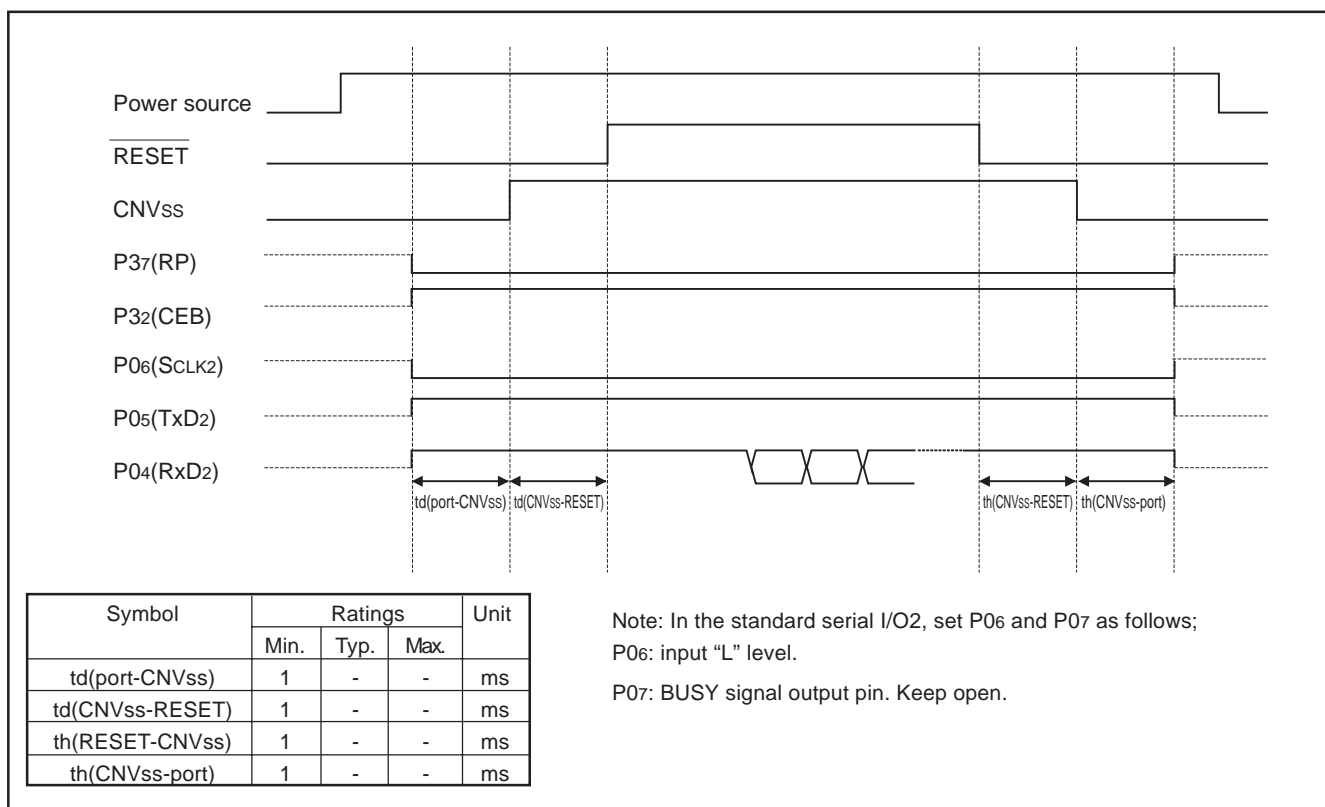 Power source
RESET
CNVss
P37(RP)
P32(CEB)
P06(SCLK2)
P05(TxD2)
P04(RxD2)
td(port-CNVss) td(CNVss-RESET) th(CNVss-RESET) th(CNVss-port)
Symbol Ratings Unit
Min. Typ. Max.
td(port-CNVss) 1 - - ms
td(CNVss-RESET) 1 - - ms
th(RESET-CNVss) 1 - - ms
th(CNVss-port) 1 - - ms
Note: In the standard serial I/O2, set P06 and P07 as follows;
P06: input “L” level.
P07: BUSY signal output pin. Keep open.